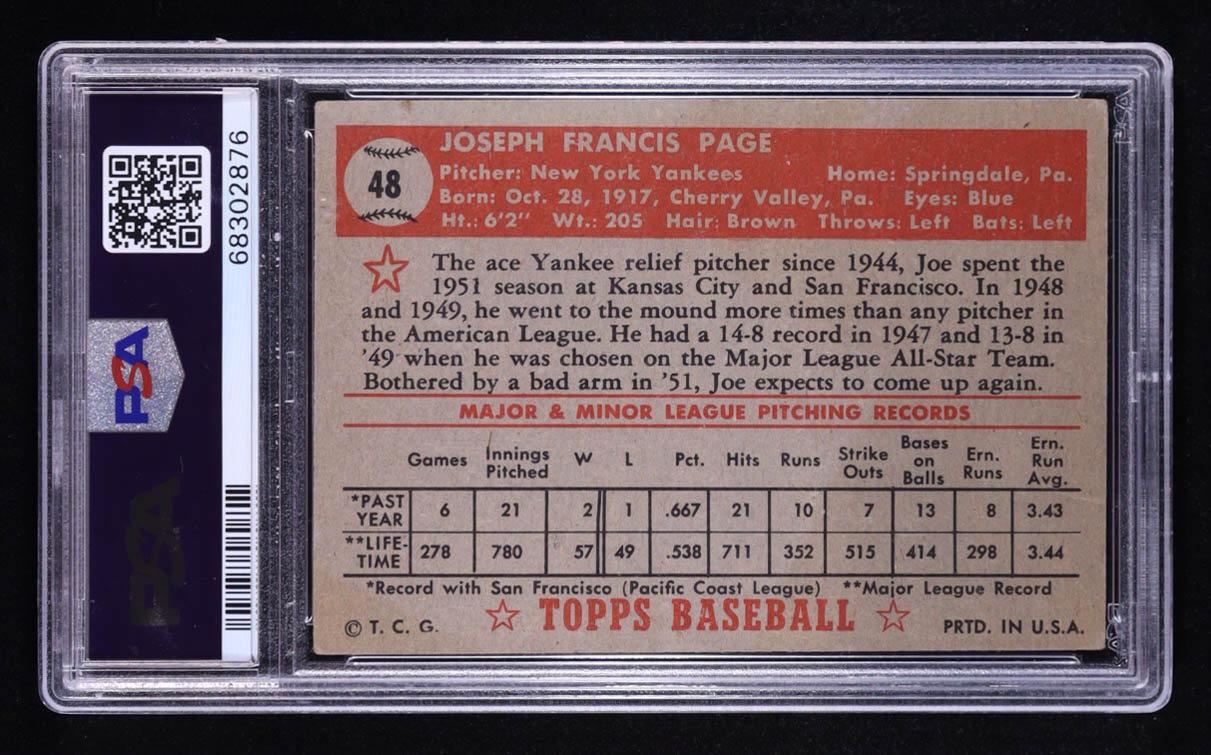 JOSEPH FRANCIS PAGE
48
Pitcher: New York Yankees Home: Springdale, Pa.
Born: Oct. 28, 1917, Cherry Valley, Pa. Eyes: Blue
Ht.: 6'2" Wt.: 205 Hair: Brown Throws: Left Bats: Left
The ace Yankee relief pitcher since 1944, Joe spent the
1951 season at Kansas City and San Francisco. In 1948
and 1949, he went to the mound more times than any pitcher in
the American League. He had a 14-8 record in 1947 and 13-8 in
'49 when he was chosen on the Major League All-Star Team.
Bothered by a bad arm in '51, Joe expects to come up again.
MAJOR & MINOR LEAGUE PITCHING RECORDS
Games Innings Pitched W L Pct. Hits Runs Strike Outs Bases on Balls Ern. Runs Ern. Run Avg.
*PAST YEAR 6 21 2 1 .667 21 10 7 13 8 3.43
**LIFE-TIME 278 780 57 49 .538 711 352 515 414 298 3.44
*Record with San Francisco (Pacific Coast League) **Major League Record
TOPPS BASEBALL
© T. C. G.
PRTD. IN U.S.A.
68302876
PSA
PSA